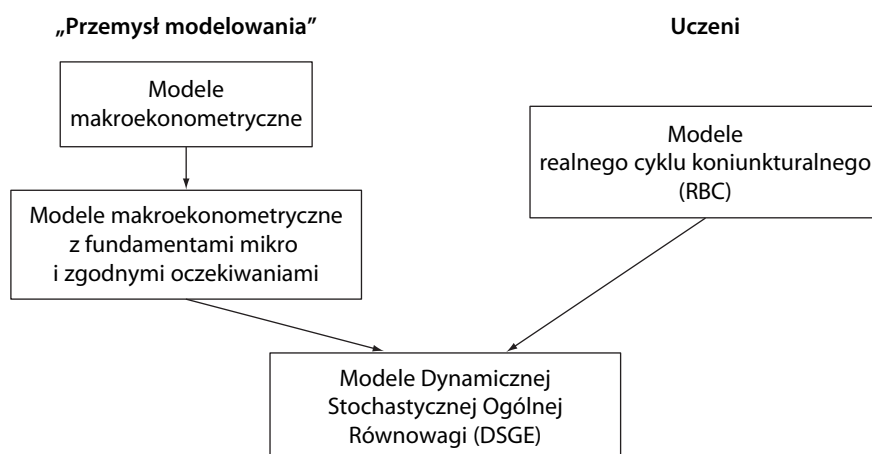 „Przemysł modelowania”
Uczeni
Modele
makroekonometryczne
Modele
realnego cyklu koniunkturalnego
(RBC)
Modele makroekonometryczne
z fundamentami mikro
i zgodnymi oczekiwaniami
Modele Dynamicznej
Stochastycznej Ogólnej
Równowagi (DSGE)